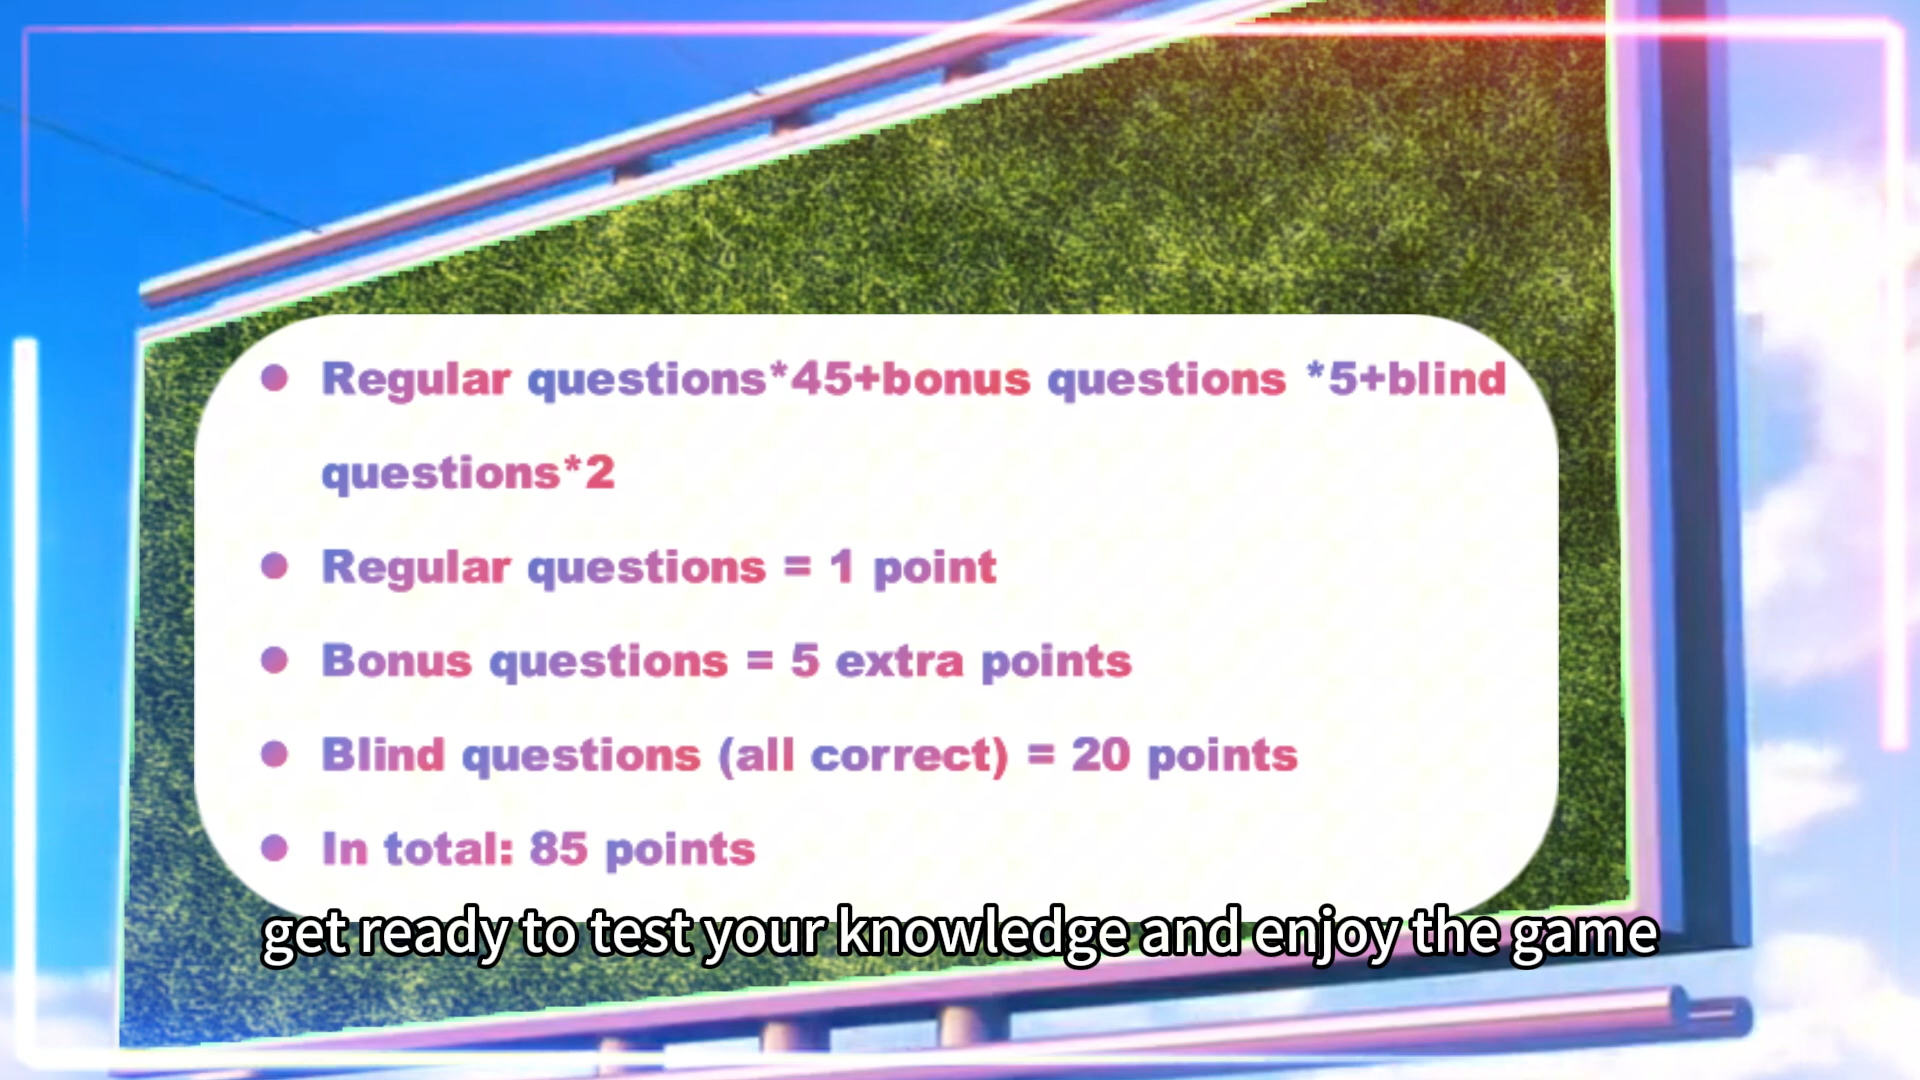 Regular questions*45+bonus questions *5+blind
questions*2
Regular questions = 1 point
Bonus questions = 5 extra points
Blind questions (all correct) = 20 points
In total: 85 points
get ready to test your knowledge and enjoy the game